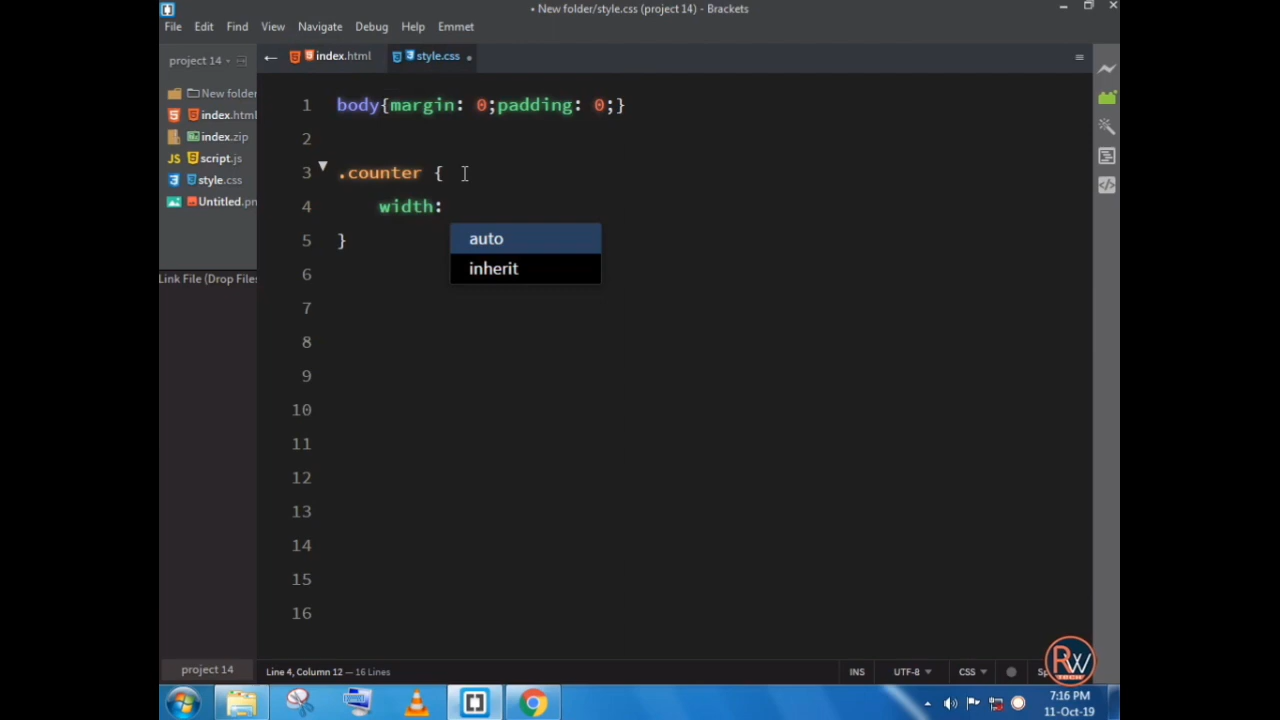 • New folder/style.css (project 14) - Brackets
File Edit Find View Navigate Debug Help Emmet
project 14
index.html
style.css
New folder
index.html
index.zip
script.js
style.css
Untitled.pn
Link File (Drop Files
1 body{margin: 0;padding: 0;}
2
3 .counter {
4 width:
auto
5 }
inherit
6
7
8
9
10
11
12
13
14
15
16
project 14
Line 4, Column 12 — 16 Lines
INS UTF-8 CSS Sp
RW
TECH
7:16 PM
11-Oct-19